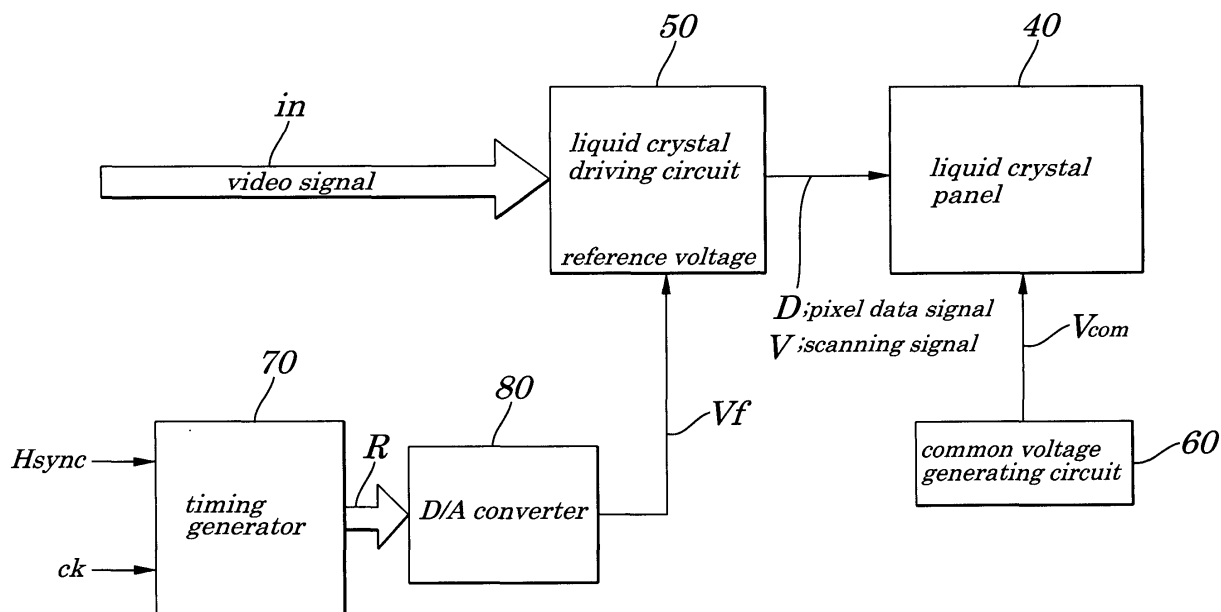 50
40
in
video signal
liquid crystal
driving circuit
reference voltage
liquid crystal
panel
D;pixel data signal
V;scanning signal
Vcom
70
80
Vf
60
common voltage
generating circuit
Hsync
ck
timing
generator
R
D/A converter